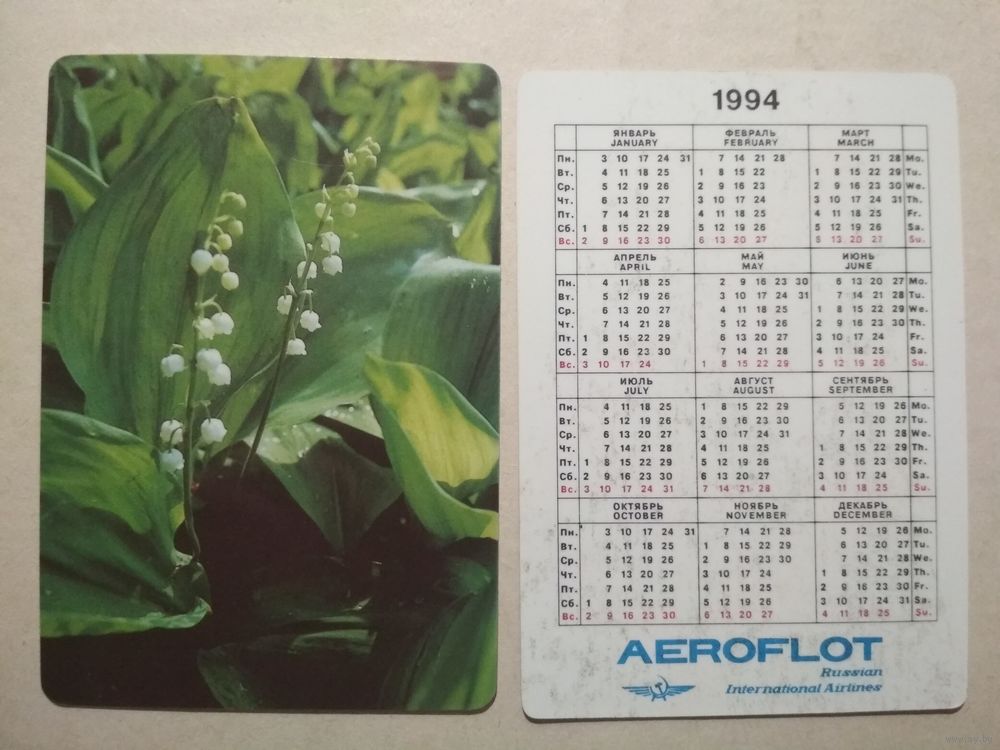 1994
ЯНВАРЬ ФЕВРАЛЬ МАРТ
JANUARY FEBRUARY MARCH
Пн. 3 10 17 24 31 7 14 21 28 7 14 21 28 Mo.
Вт. 4 11 18 25 1 8 15 22 1 8 15 22 29 Tu.
Ср. 5 12 19 26 2 9 16 23 2 9 16 23 30 We.
Чт. 6 13 20 27 3 10 17 24 3 10 17 24 31 Th.
Пт. 7 14 21 28 4 11 18 25 4 11 18 25 Fr.
Сб. 1 8 15 22 29 5 12 19 26 5 12 19 26 Sa.
Вс. 2 9 16 23 30 6 13 20 27 6 13 20 27 Su.
АПРЕЛЬ МАЙ ИЮНЬ
APRIL MAY JUNE
Пн. 4 11 18 25 2 9 16 23 30 6 13 20 27 Mo.
Вт. 5 12 19 26 3 10 17 24 31 7 14 21 28 Tu.
Ср. 6 13 20 27 4 11 18 25 1 8 15 22 29 We.
Чт. 7 14 21 28 5 12 19 26 2 9 16 23 30 Th.
Пт. 1 8 15 22 29 6 13 20 27 3 10 17 24 Fr.
Сб. 2 9 16 23 30 7 14 21 28 4 11 18 25 Sa.
Вс. 3 10 17 24 1 8 15 22 29 5 12 19 26 Su.
ИЮЛЬ АВГУСТ СЕНТЯБРЬ
JULY AUGUST SEPTEMBER
Пн. 4 11 18 25 1 8 15 22 29 5 12 19 26 Mo.
Вт. 5 12 19 26 2 9 16 23 30 6 13 20 27 Tu.
Ср. 6 13 20 27 3 10 17 24 31 7 14 21 28 We.
Чт. 7 14 21 28 4 11 18 25 1 8 15 22 29 Th.
Пт. 1 8 15 22 29 5 12 19 26 2 9 16 23 30 Fr.
Сб. 2 9 16 23 30 6 13 20 27 3 10 17 24 Sa.
Вс. 3 10 17 24 31 7 14 21 28 4 11 18 25 Su.
ОКТЯБРЬ НОЯБРЬ ДЕКАБРЬ
OCTOBER NOVEMBER DECEMBER
Пн. 3 10 17 24 31 7 14 21 28 5 12 19 26 Mo.
Вт. 4 11 18 25 1 8 15 22 29 6 13 20 27 Tu.
Ср. 5 12 19 26 2 9 16 23 30 7 14 21 28 We.
Чт. 6 13 20 27 3 10 17 24 1 8 15 22 29 Th.
Пт. 7 14 21 28 4 11 18 25 2 9 16 23 30 Fr.
Сб. 1 8 15 22 29 5 12 19 26 3 10 17 24 31 Sa.
Вс. 2 9 16 23 30 6 13 20 27 4 11 18 25 Su.
AEROFLOT
Russian
International Airlines